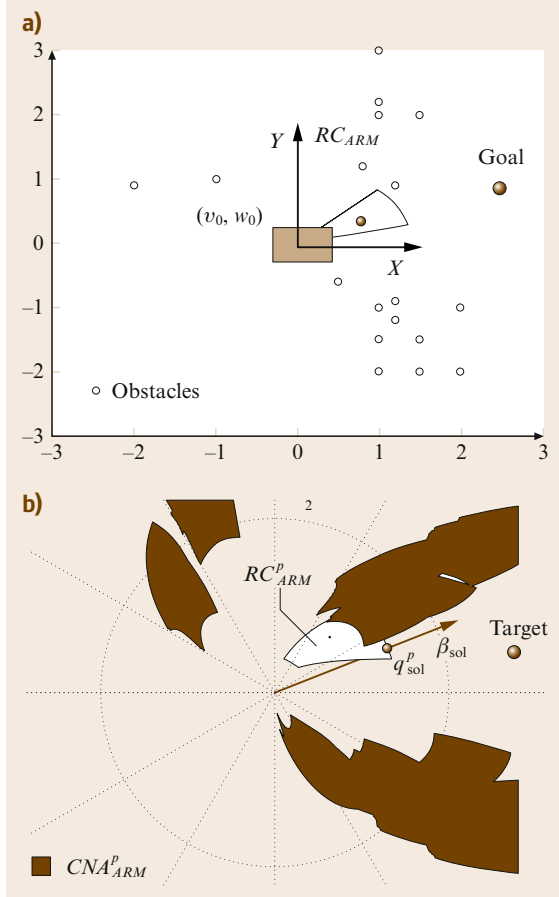 a)
3
2
1
0
−1
−2
−3
−3
−2
−1
0
1
2
3
Y
RC_ARM
Goal
(v₀, w₀)
X
Obstacles
b)
2
RC^p_ARM
Target
β_sol
q^p_sol
CNA^p_ARM